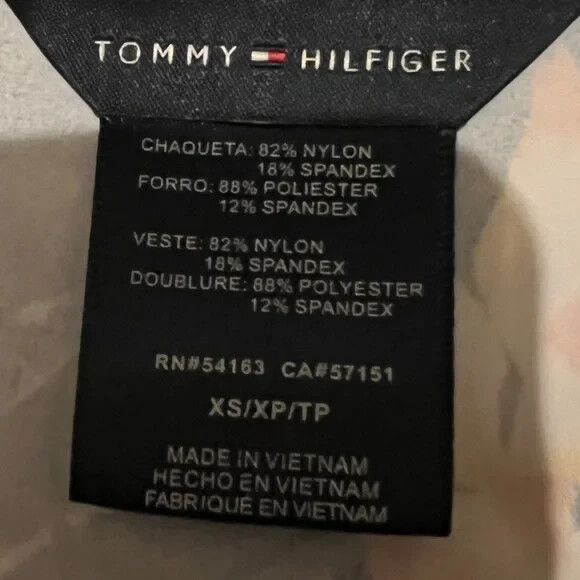 TOMMY HILFIGER
CHAQUETA: 82% NYLON
18% SPANDEX
FORRO: 88% POLIESTER
12% SPANDEX
VESTE: 82% NYLON
18% SPANDEX
DOUBLURE: 88% POLYESTER
12% SPANDEX
RN#54163 CA#57151
XS/XP/TP
MADE IN VIETNAM
HECHO EN VIETNAM
FABRIQUÉ EN VIETNAM